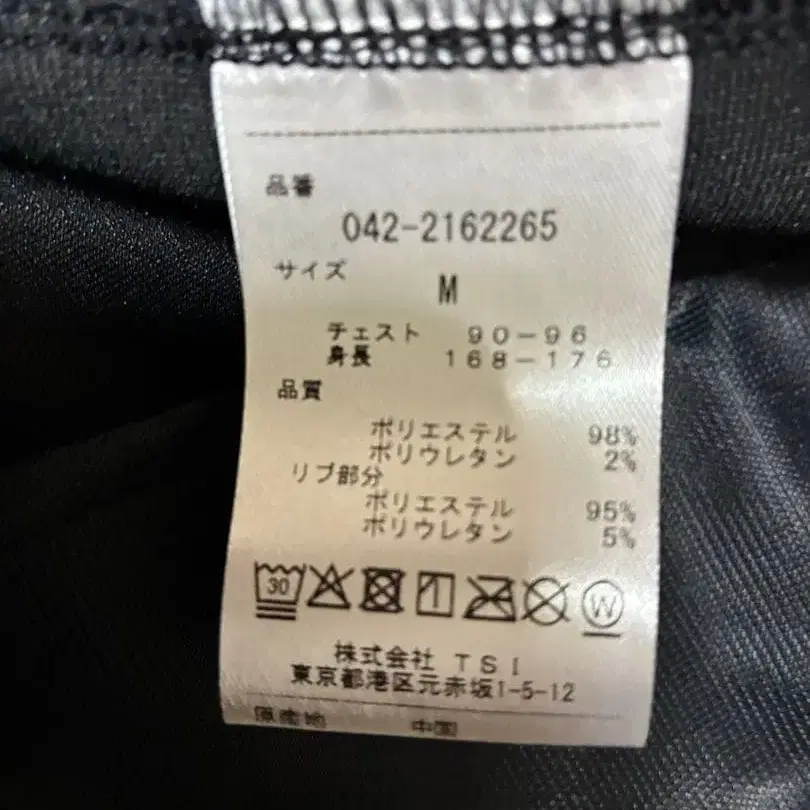 品番
042-2162265
サイズ
M
チェスト 90-96
身長 168-176
品質
ポリエステル 98%
ポリウレタン 2%
リブ部分
ポリエステル 95%
ポリウレタン 5%
30
W
株式会社 TSI
東京都港区元赤坂1-5-12
原産国 中国